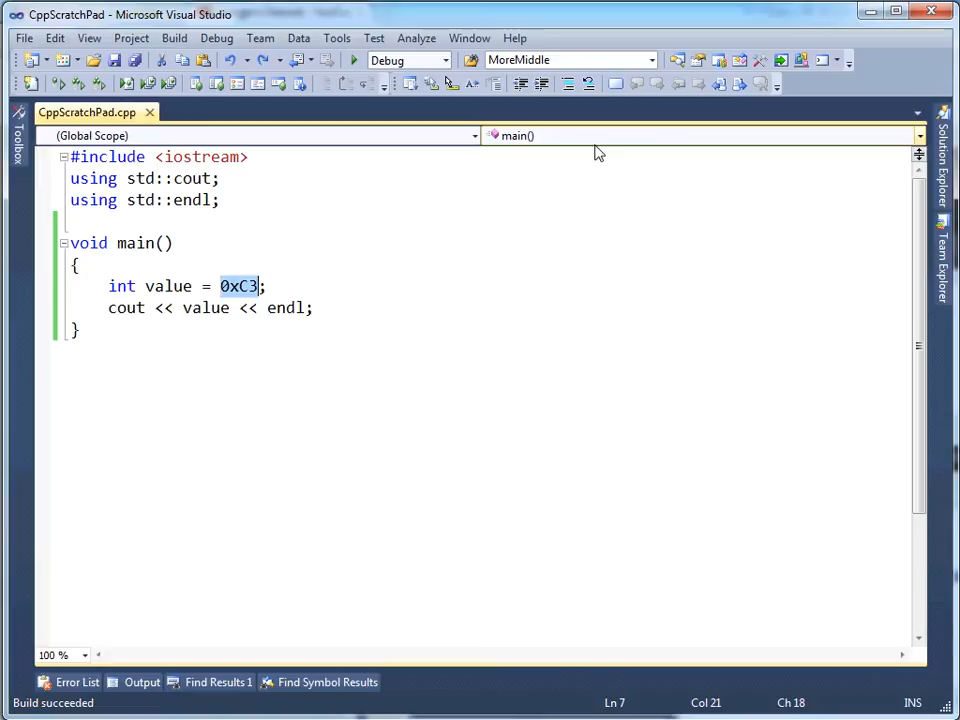 CppScratchPad - Microsoft Visual Studio
File Edit View Project Build Debug Team Data Tools Test Analyze Window Help
Debug MoreMiddle
CppScratchPad.cpp
(Global Scope) main()
Toolbox
Solution Explorer
Team Explorer
#include <iostream>
using std::cout;
using std::endl;
void main()
{
int value = 0xC3;
cout << value << endl;
}
100 %
Error List Output Find Results 1 Find Symbol Results
Build succeeded Ln 7 Col 21 Ch 18 INS